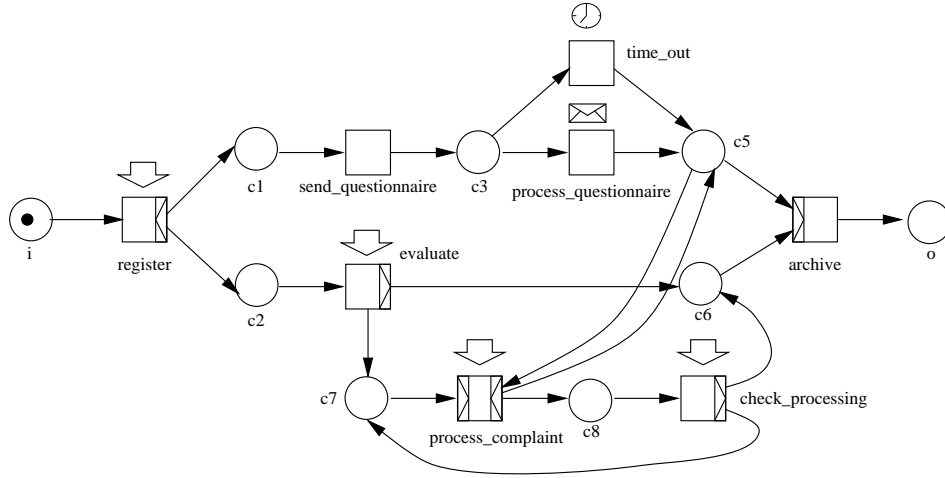 time_out
c5
c1
send_questionnaire
c3
process_questionnaire
i
register
evaluate
archive
o
c2
c6
c7
process_complaint
c8
check_processing